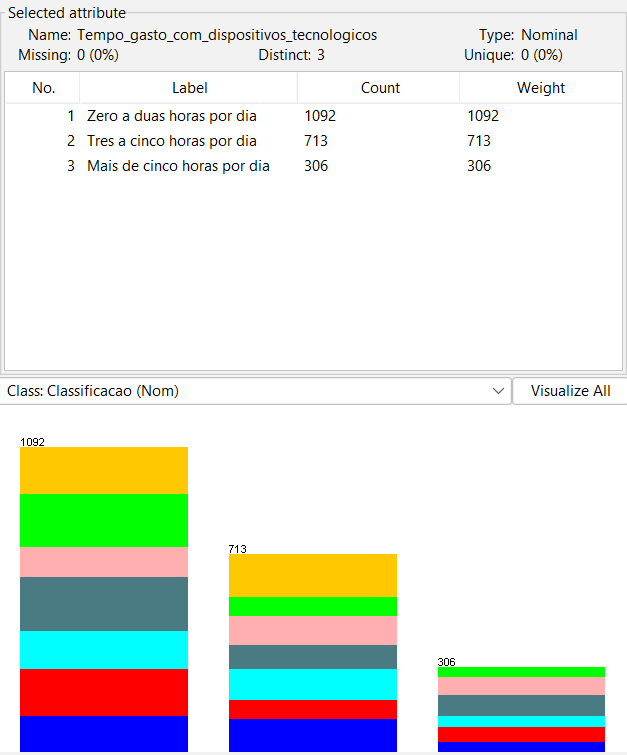 Selected attribute
Name: Tempo_gasto_com_dispositivos_tecnologicos Type: Nominal
Missing: 0 (0%) Distinct: 3 Unique: 0 (0%)
No. Label Count Weight
1 Zero a duas horas por dia 1092 1092
2 Tres a cinco horas por dia 713 713
3 Mais de cinco horas por dia 306 306
Class: Classificacao (Nom) Visualize All
1092
713
306